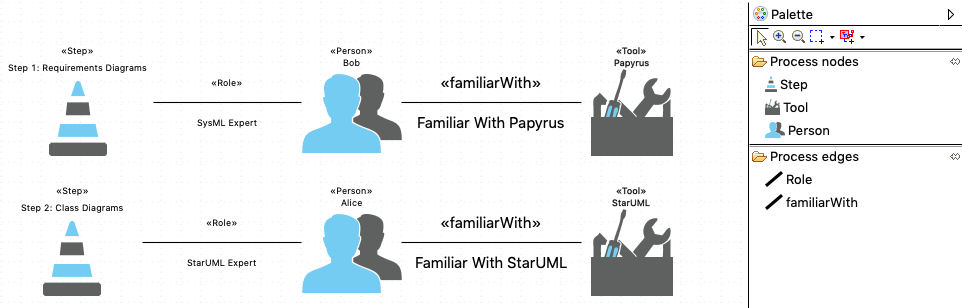 «Step»
Step 1: Requirements Diagrams
«Role»
SysML Expert
«Person»
Bob
«familiarWith»
Familiar With Papyrus
«Tool»
Papyrus
«Step»
Step 2: Class Diagrams
«Role»
StarUML Expert
«Person»
Alice
«familiarWith»
Familiar With StarUML
«Tool»
StarUML
Palette
Process nodes
Step
Tool
Person
Process edges
Role
familiarWith